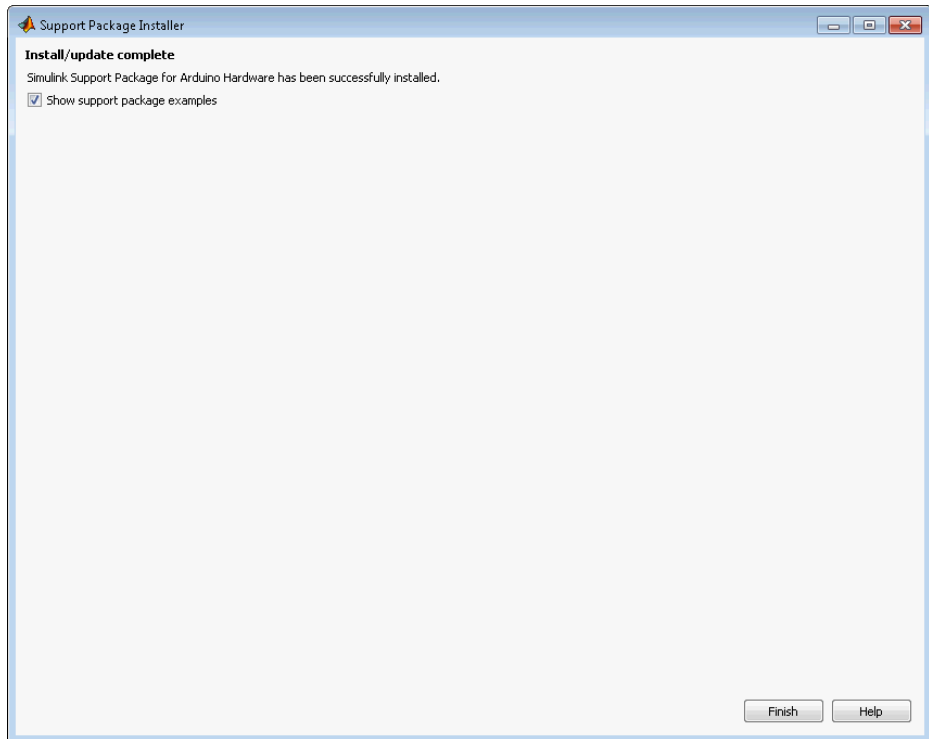 Support Package Installer
Install/update complete
Simulink Support Package for Arduino Hardware has been successfully installed.
Show support package examples
Finish Help